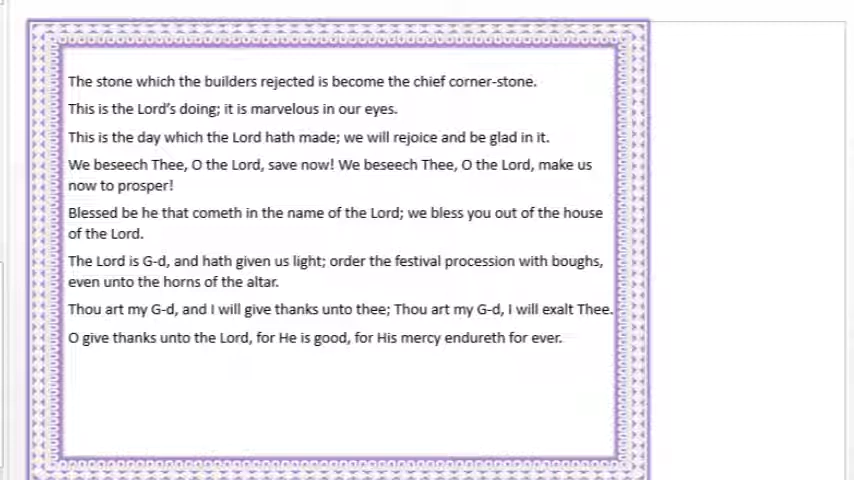 The stone which the builders rejected is become the chief corner-stone.
This is the Lord's doing; it is marvelous in our eyes.
This is the day which the Lord hath made; we will rejoice and be glad in it.
We beseech Thee, O the Lord, save now! We beseech Thee, O the Lord, make us
now to prosper!
Blessed be he that cometh in the name of the Lord; we bless you out of the house
of the Lord.
The Lord is G-d, and hath given us light; order the festival procession with boughs,
even unto the horns of the altar.
Thou art my G-d, and I will give thanks unto thee; Thou art my G-d, I will exalt Thee.
O give thanks unto the Lord, for He is good, for His mercy endureth for ever.